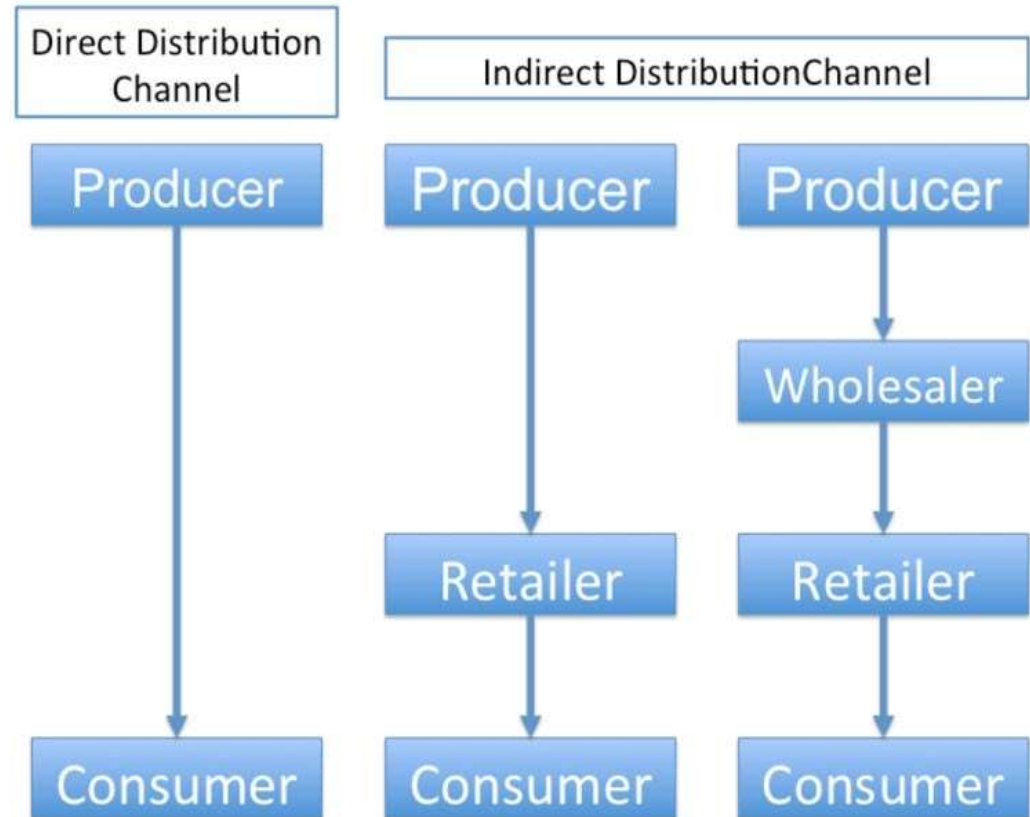 Direct Distribution
Channel
Indirect DistributionChannel
Producer
Producer
Producer
Wholesaler
Retailer
Retailer
Consumer
Consumer
Consumer